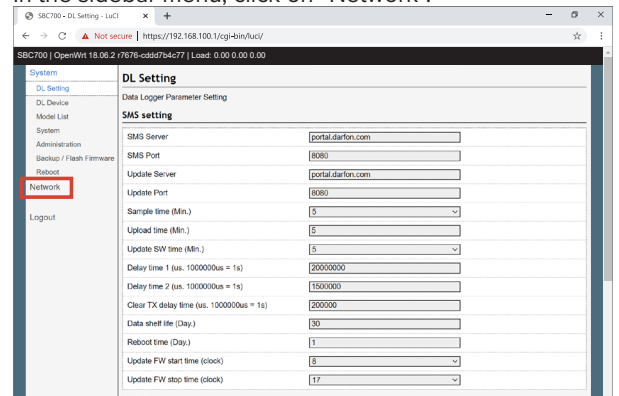 in the sidebar menu, click on "Network".
SBC700 - DL Setting - LuCI
Not secure | https://192.168.100.1/cgi-bin/luci/
SBC700 | OpenWrt 18.06.2 r7676-cddd7b4c77 | Load: 0.00 0.00 0.00
System
DL Setting
DL Device
Model List
System
Administration
Backup / Flash Firmware
Reboot
Network
Logout
DL Setting
Data Logger Parameter Setting
SMS setting
SMS Server portal.darfon.com
SMS Port 8080
Update Server portal.darfon.com
Update Port 8080
Sample time (Min.) 5
Upload time (Min.) 5
Update SW time (Min.) 5
Delay time 1 (us. 1000000us = 1s) 20000000
Delay time 2 (us. 1000000us = 1s) 1500000
Clear TX delay time (us. 1000000us = 1s) 200000
Data shelf life (Day.) 30
Reboot time (Day.) 1
Update FW start time (clock) 8
Update FW stop time (clock) 17